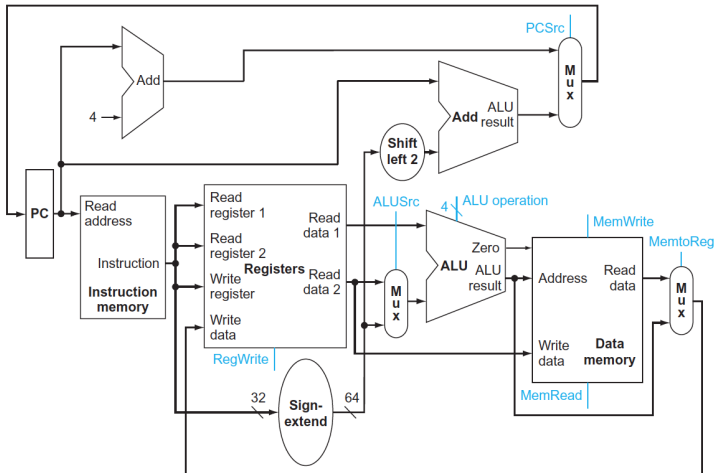 PCSrc
Add
4
M
u
x
Add
ALU
result
Shift
left 2
PC
Read
address
Instruction
Instruction
memory
Read
register 1
Read
register 2
Write
register
Write
data
Registers
Read
data 1
Read
data 2
RegWrite
ALUSrc
M
u
x
4
ALU operation
Zero
ALU
ALU
result
MemWrite
Address
Read
data
Write
data
Data
memory
MemRead
MemtoReg
M
u
x
32
Sign-
extend
64